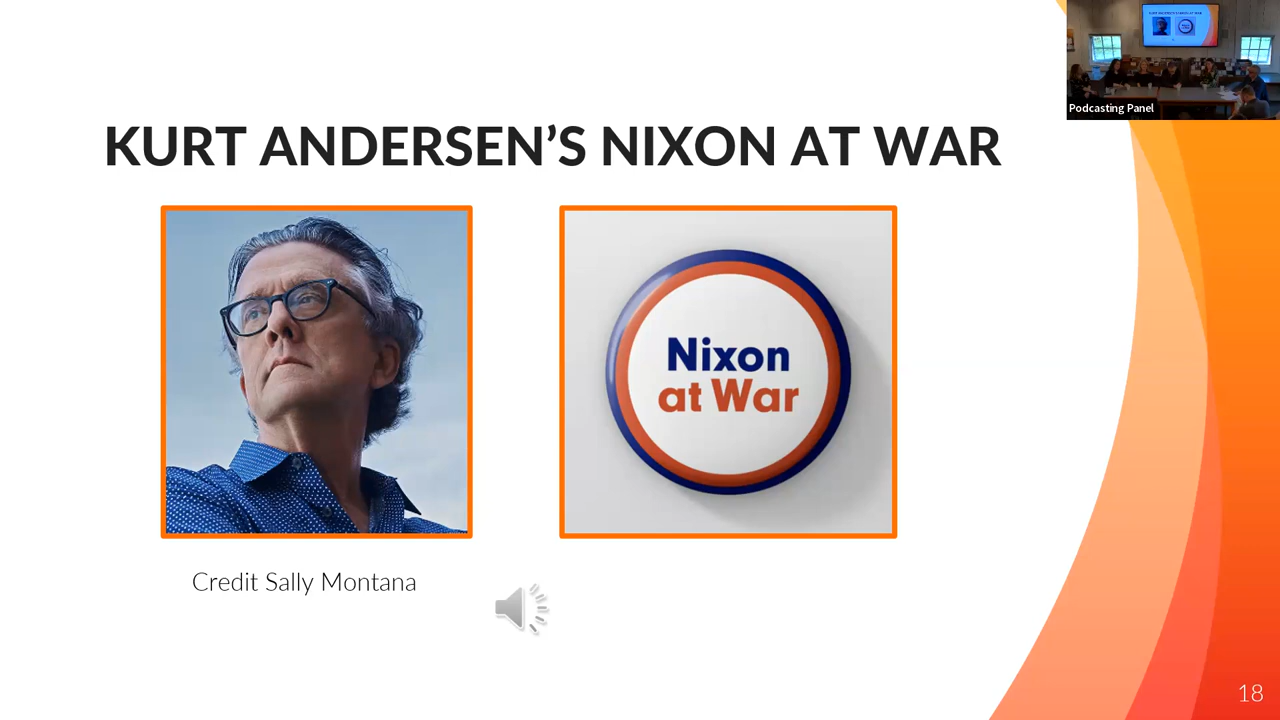 Podcasting Panel
KURT ANDERSEN’S NIXON AT WAR
Nixon
at War
Credit Sally Montana
18